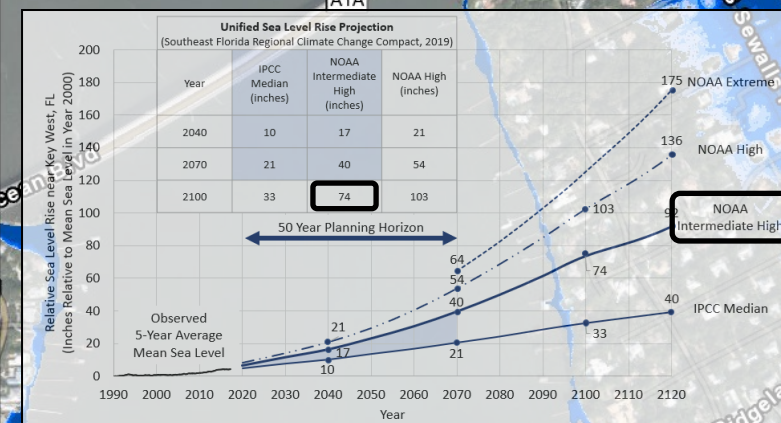 A1A
Sewall
cean Blvd
Ridgela
Unified Sea Level Rise Projection
(Southeast Florida Regional Climate Change Compact, 2019)
Year IPCC Median (inches) NOAA Intermediate High (inches) NOAA High (inches)
2040 10 17 21
2070 21 40 54
2100 33 74 103
50 Year Planning Horizon
Relative Sea Level Rise near Key West, FL
(Inches Relative to Mean Sea Level in Year 2000)
200
180
160
140
120
100
80
60
40
20
0
Observed
5-Year Average
Mean Sea Level
175 NOAA Extreme
136
NOAA High
103
92
NOAA
Intermediate High
74
64
54
40
40
IPCC Median
33
21
17
10
21
1990 2000 2010 2020 2030 2040 2050 2060 2070 2080 2090 2100 2110 2120
Year